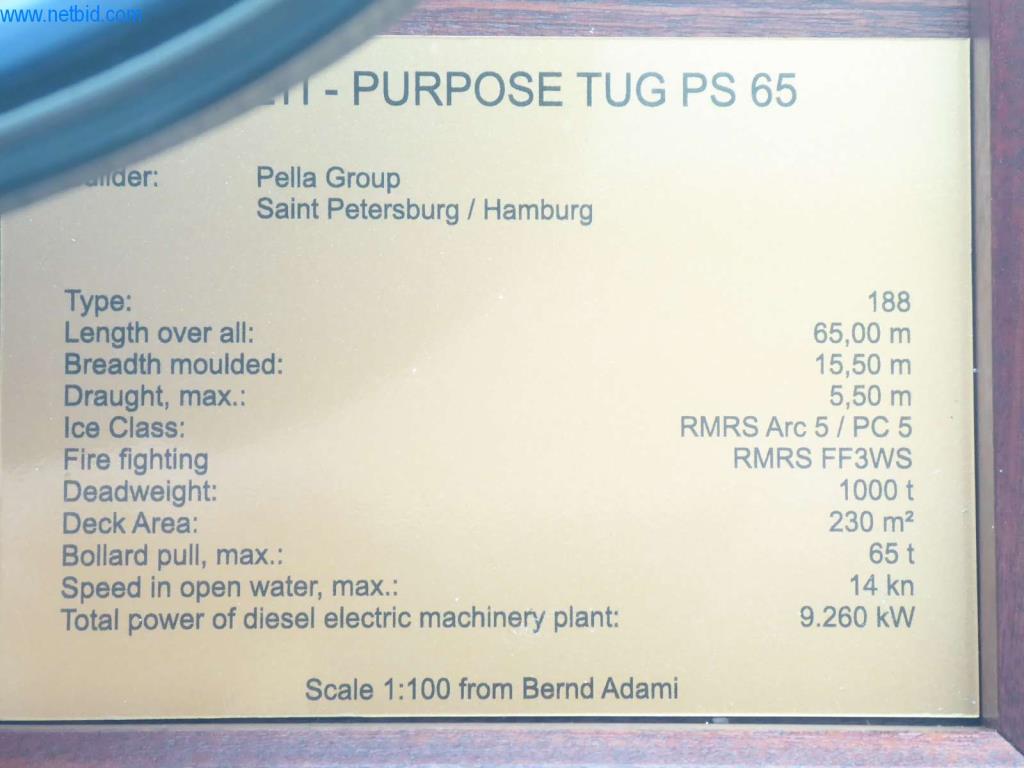 www.netbid.com
- PURPOSE TUG PS 65
Pella Group
Saint Petersburg / Hamburg
Type: 188
Length over all: 65,00 m
Breadth moulded: 15,50 m
Draught, max.: 5,50 m
Ice Class: RMRS Arc 5 / PC 5
Fire fighting RMRS FF3WS
Deadweight: 1000 t
Deck Area: 230 m²
Bollard pull, max.: 65 t
Speed in open water, max.: 14 kn
Total power of diesel electric machinery plant: 9.260 kW
Scale 1:100 from Bernd Adami